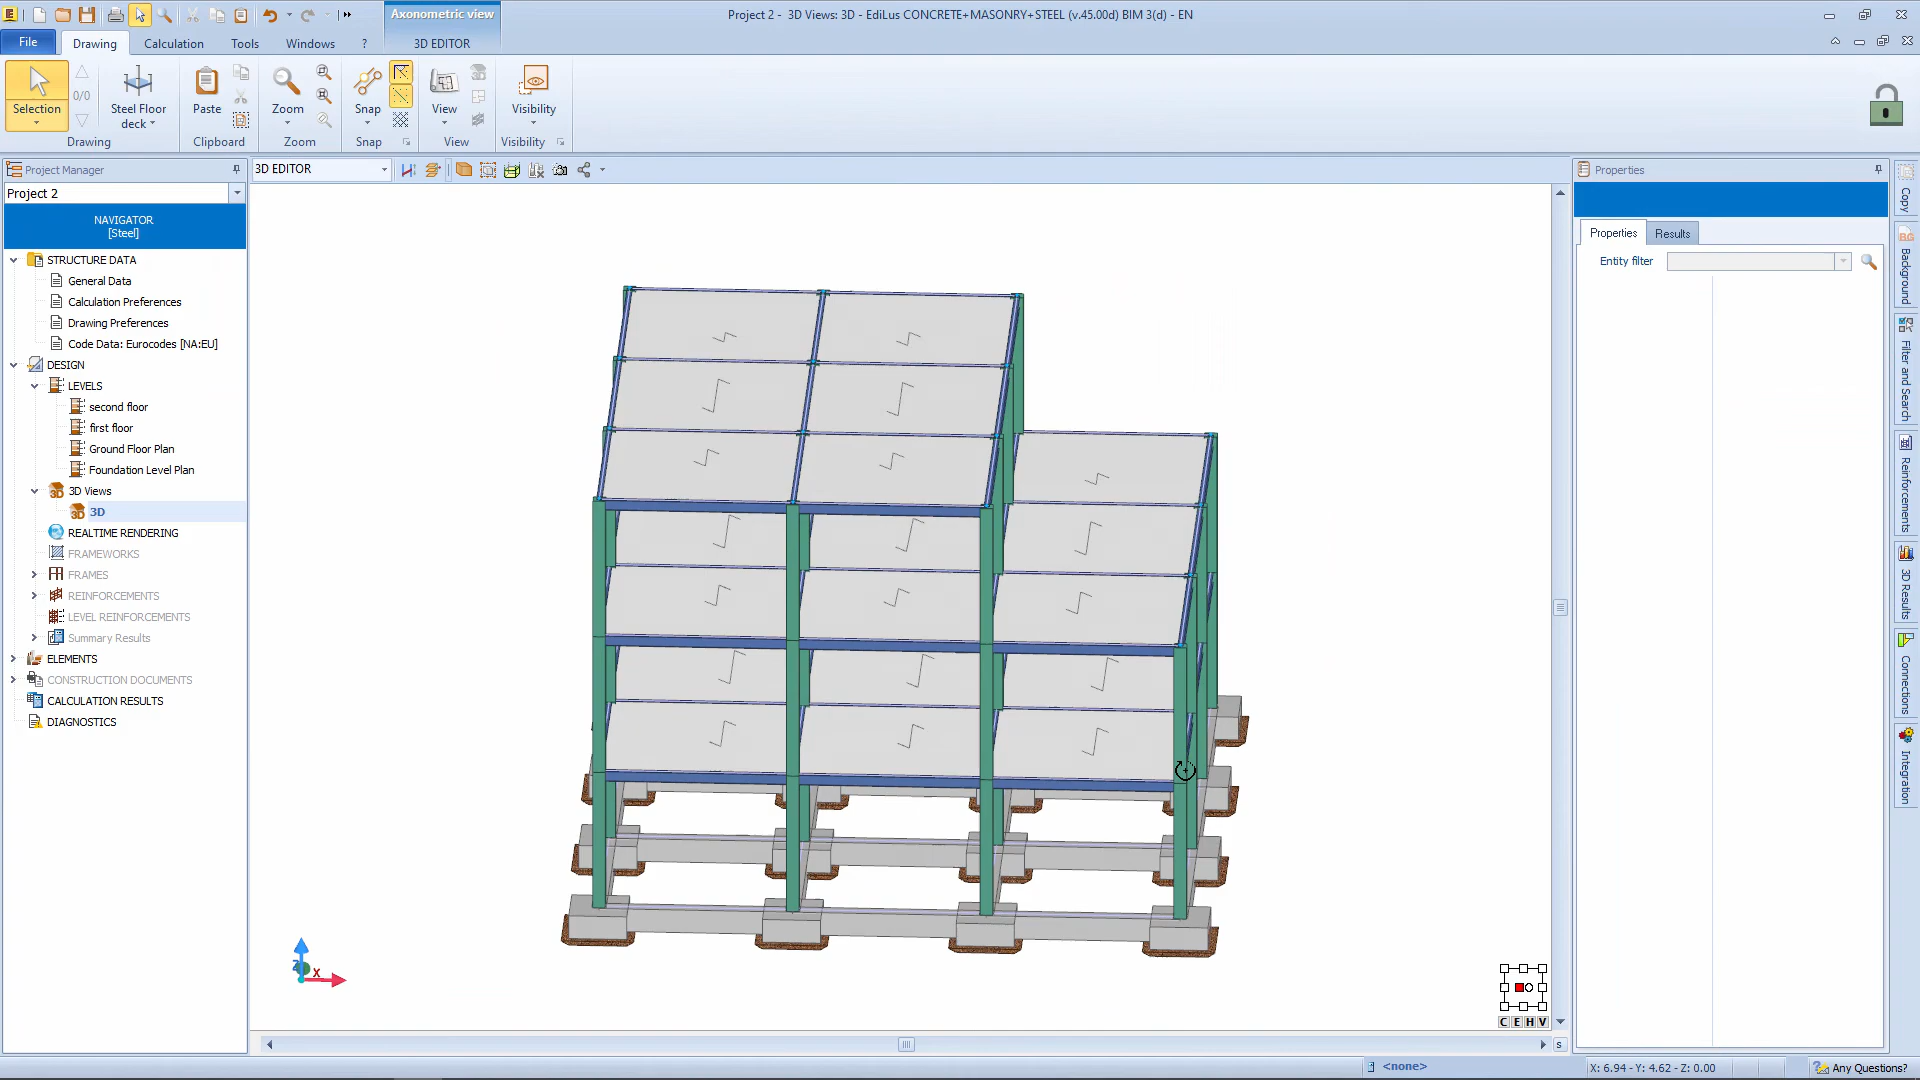 Axonometric view
Project 2 - 3D Views: 3D - EdiLus CONCRETE+MASONRY+STEEL (v.45.00d) BIM 3(d) - EN
File
Drawing
Calculation
Tools
Windows
?
3D EDITOR
Selection
0/0
Steel Floor
deck
Paste
Zoom
Snap
View
Visibility
Drawing
Clipboard
Zoom
Snap
View
Visibility
Project Manager
3D EDITOR
Properties
Project 2
NAVIGATOR
[Steel]
STRUCTURE DATA
General Data
Calculation Preferences
Drawing Preferences
Code Data: Eurocodes [NA:EU]
DESIGN
LEVELS
second floor
first floor
Ground Floor Plan
Foundation Level Plan
3D Views
3D
REALTIME RENDERING
FRAMEWORKS
FRAMES
REINFORCEMENTS
LEVEL REINFORCEMENTS
Summary Results
ELEMENTS
CONSTRUCTION DOCUMENTS
CALCULATION RESULTS
DIAGNOSTICS
Properties
Results
Entity filter
Copy
Background
Filter and Search
Reinforcements
3D Results
Connections
Integration
X
C E H V
S
<none>
X: 6.94 - Y: 4.62 - Z: 0.00
Any Questions?